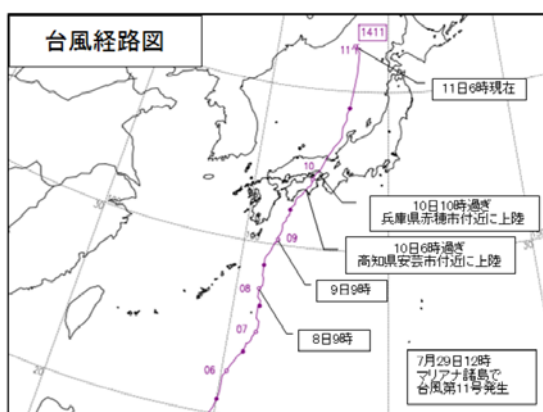 台風経路図
1411
11
11日6時現在
10
10日10時過ぎ
兵庫県赤穂市付近に上陸
30
09
10日6時過ぎ
高知県安芸市付近に上陸
30
9日9時
08
8日9時
07
7月29日12時
マリアナ諸島で
台風第11号発生
06
20